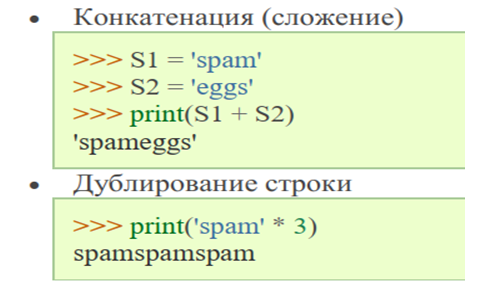 • Конкатенация (сложение)
>>> S1 = 'spam'
>>> S2 = 'eggs'
>>> print(S1 + S2)
'spameggs'
• Дублирование строки
>>> print('spam' * 3)
spamspamspam